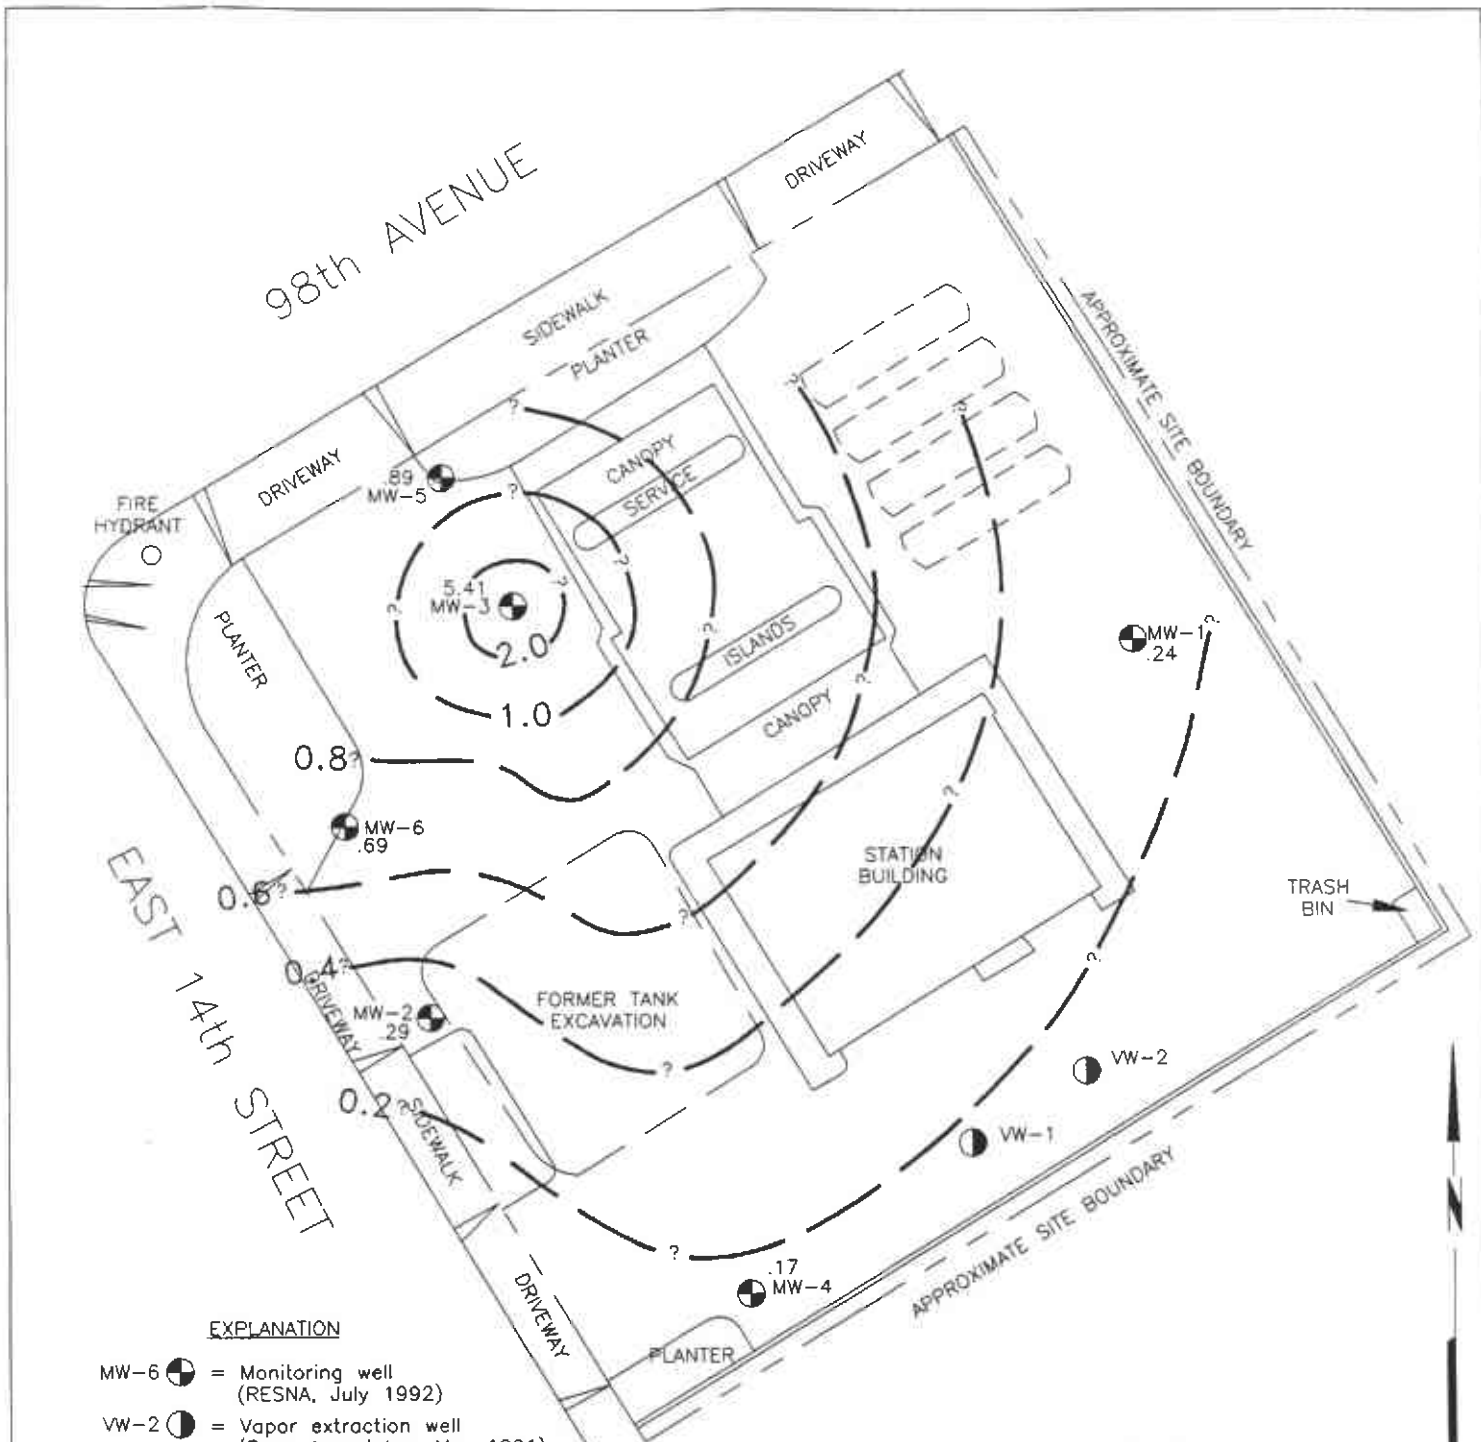 98th AVENUE
DRIVEWAY
SIDEWALK
PLANTER
APPROXIMATE SITE BOUNDARY
?
?
?
CANOPY
SERVICE
DRIVEWAY
.89
MW-5
FIRE
HYDRANT
?
?
?
?
5.41
MW-3
2.0
?
ISLANDS
MW-1
.24
?
PLANTER
?
CANOPY
1.0
0.8?
?
MW-6
.69
STATION
BUILDING
TRASH
BIN
0.6?
?
EAST 14th STREET
0.4?
?
DRIVEWAY
MW-2
.29
FORMER TANK
EXCAVATION
?
VW-2
0.2?
SIDEWALK
VW-1
APPROXIMATE SITE BOUNDARY
?
.17
MW-4
N
DRIVEWAY
PLANTER
EXPLANATION
MW-6 = Monitoring well
(RESNA, July 1992)
VW-2 = Vapor extraction well